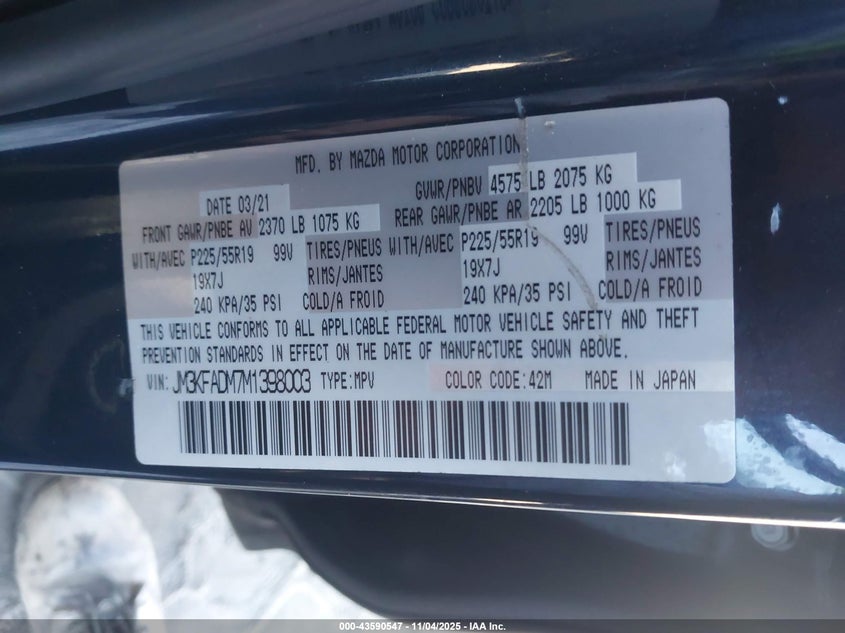 MFD. BY MAZDA MOTOR CORPORATION
DATE 03/21 GVWR/PNBV 4575 LB 2075 KG
FRONT GAWR/PNBE AV 2370 LB 1075 KG REAR GAWR/PNBE AR 2205 LB 1000 KG
WITH/AVEC P225/55R19 99V TIRES/PNEUS WITH/AVEC P225/55R19 99V TIRES/PNEUS
19X7J RIMS/JANTES 19X7J RIMS/JANTES
240 KPA/35 PSI COLD/A FROID 240 KPA/35 PSI COLD/A FROID
THIS VEHICLE CONFORMS TO ALL APPLICABLE FEDERAL MOTOR VEHICLE SAFETY AND THEFT
PREVENTION STANDARDS IN EFFECT ON THE DATE OF MANUFACTURE SHOWN ABOVE.
VIN: JM3KFADM7M1398003 TYPE:MPV COLOR CODE:42M MADE IN JAPAN
000-43590547 - 11/04/2025 - IAA Inc.